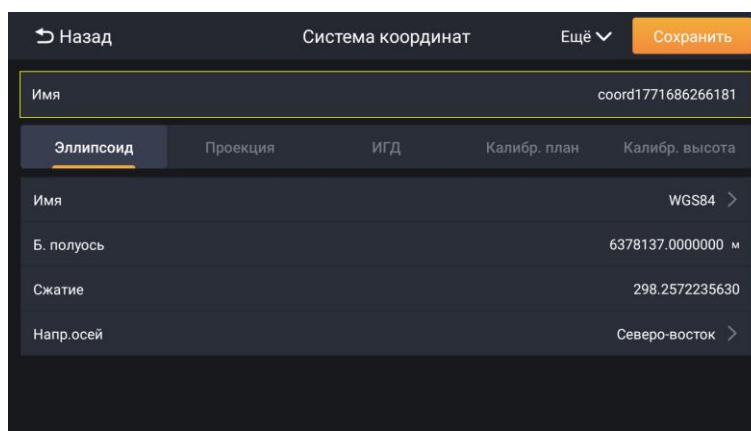 Назад Система координат Ещё Сохранить
Имя coord1771686266181
Эллипсоид Проекция ИГД Калибр. план Калибр. высота
Имя WGS84
Б. полуось 6378137.0000000 м
Сжатие 298.2572235630
Напр.осей Северо-восток